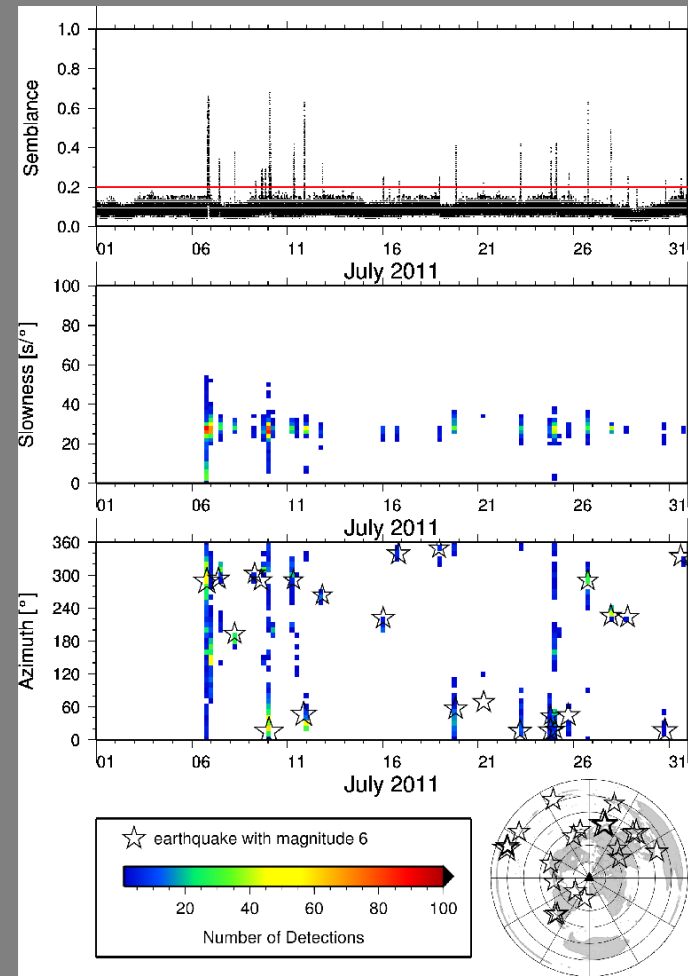 1.0
0.8
0.6
0.4
0.2
0.0
Semblance
01 06 11 16 21 26 31
July 2011
100
80
60
40
20
0
Slowness [s/°]
01 06 11 16 21 26 31
July 2011
360
300
240
180
120
60
0
Azimuth [°]
01 06 11 16 21 26 31
July 2011
earthquake with magnitude 6
20 40 60 80 100
Number of Detections